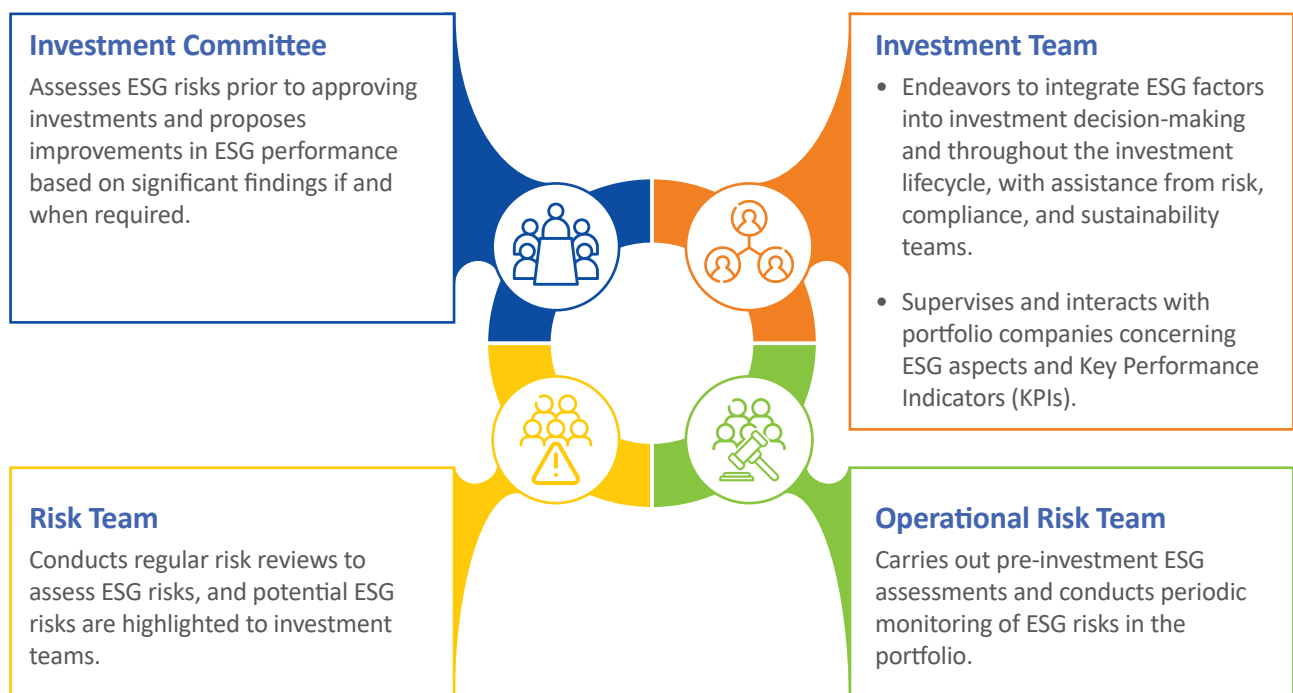 Investment Committee
Assesses ESG risks prior to approving
investments and proposes
improvements in ESG performance
based on significant findings if and
when required.
Investment Team
• Endeavors to integrate ESG factors
into investment decision-making
and throughout the investment
lifecycle, with assistance from risk,
compliance, and sustainability
teams.
• Supervises and interacts with
portfolio companies concerning
ESG aspects and Key Performance
Indicators (KPIs).
Risk Team
Conducts regular risk reviews to
assess ESG risks, and potential ESG
risks are highlighted to investment
teams.
Operational Risk Team
Carries out pre-investment ESG
assessments and conducts periodic
monitoring of ESG risks in the
portfolio.